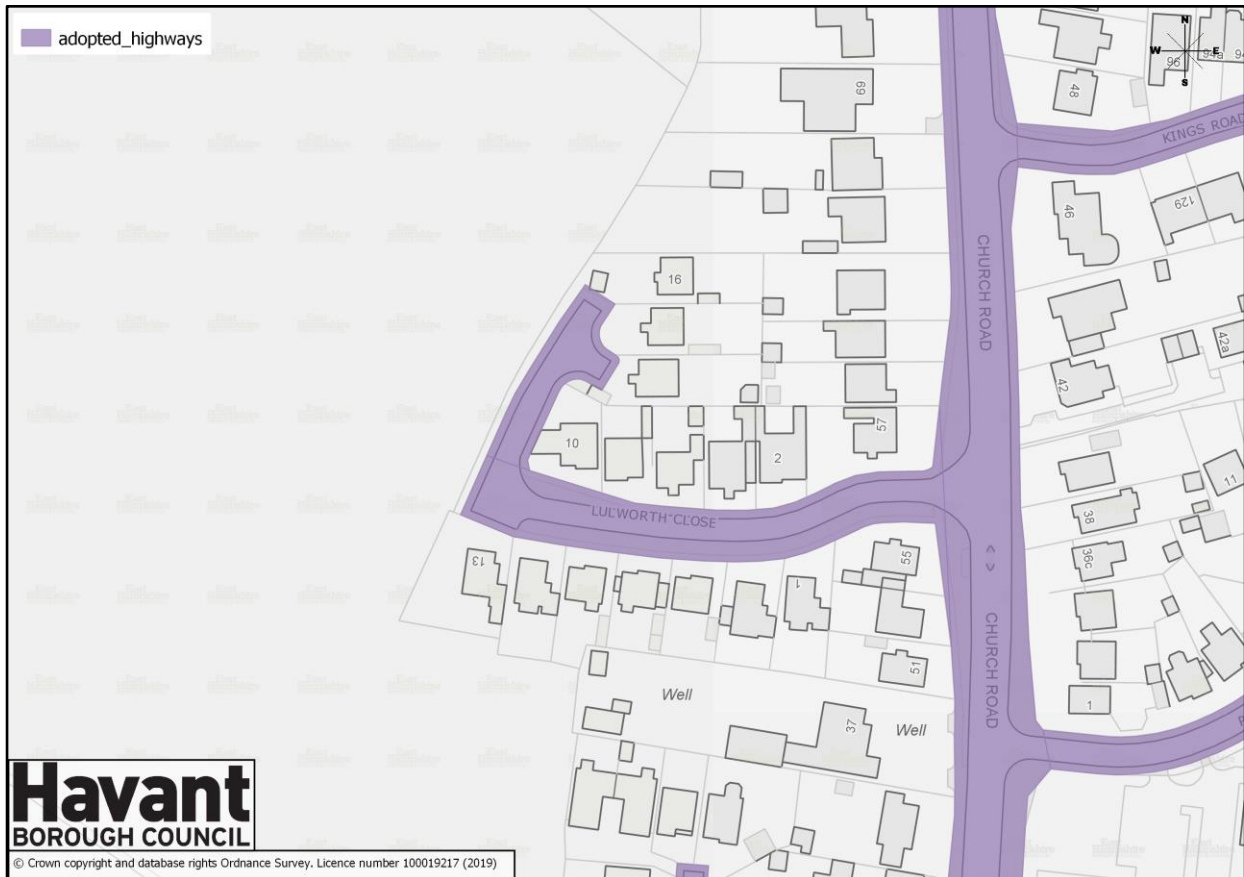 adopted_highways
N
W E
S
96
94a
69
48
KINGS ROAD
46
129
CHURCH ROAD
16
42a
42
57
10
2
11
LULWORTH CLOSE
38
55
36c
13
1
< >
CHURCH ROAD
51
Well
1
37
Well
Havant
BOROUGH COUNCIL
© Crown copyright and database rights Ordnance Survey. Licence number 100019217 (2019)